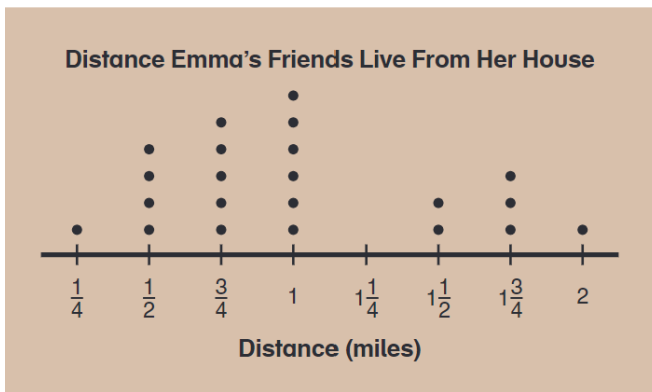 Distance Emma's Friends Live From Her House
1/4 1/2 3/4 1 1 1/4 1 1/2 1 3/4 2
Distance (miles)